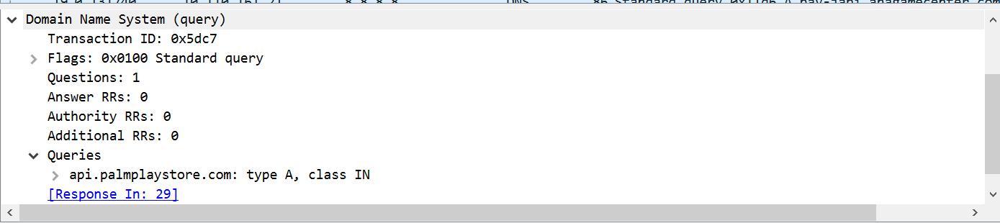 Domain Name System (query)
Transaction ID: 0x5dc7
Flags: 0x0100 Standard query
Questions: 1
Answer RRs: 0
Authority RRs: 0
Additional RRs: 0
Queries
api.palmplaystore.com: type A, class IN
[Response In: 29]